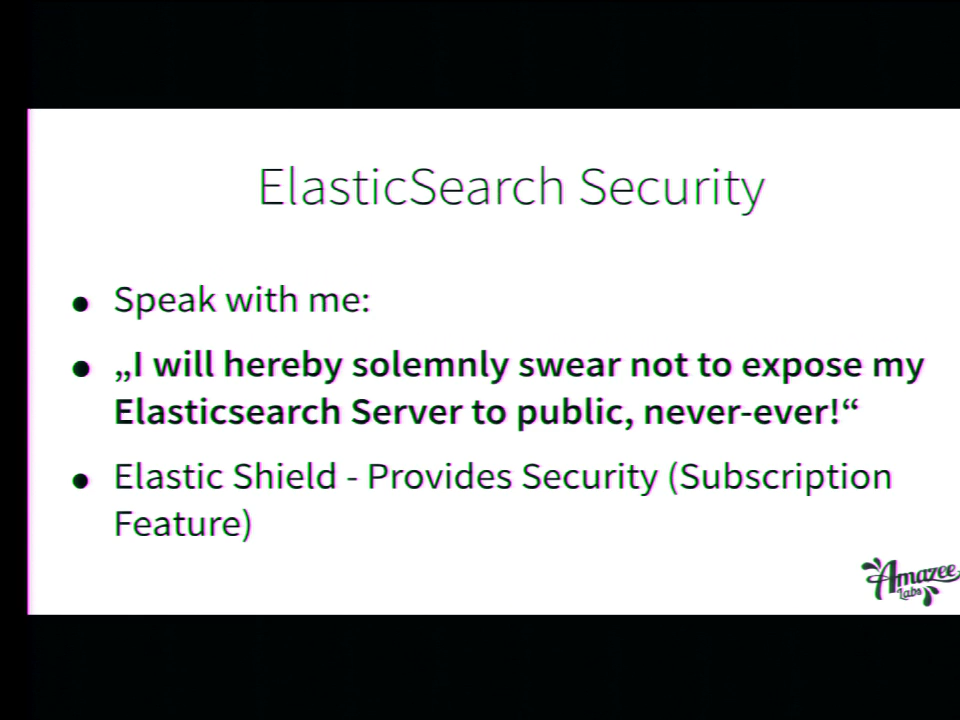 ElasticSearch Security
• Speak with me:
• „I will hereby solemnly swear not to expose my
Elasticsearch Server to public, never-ever!“
• Elastic Shield - Provides Security (Subscription
Feature)
Amazee
Labs